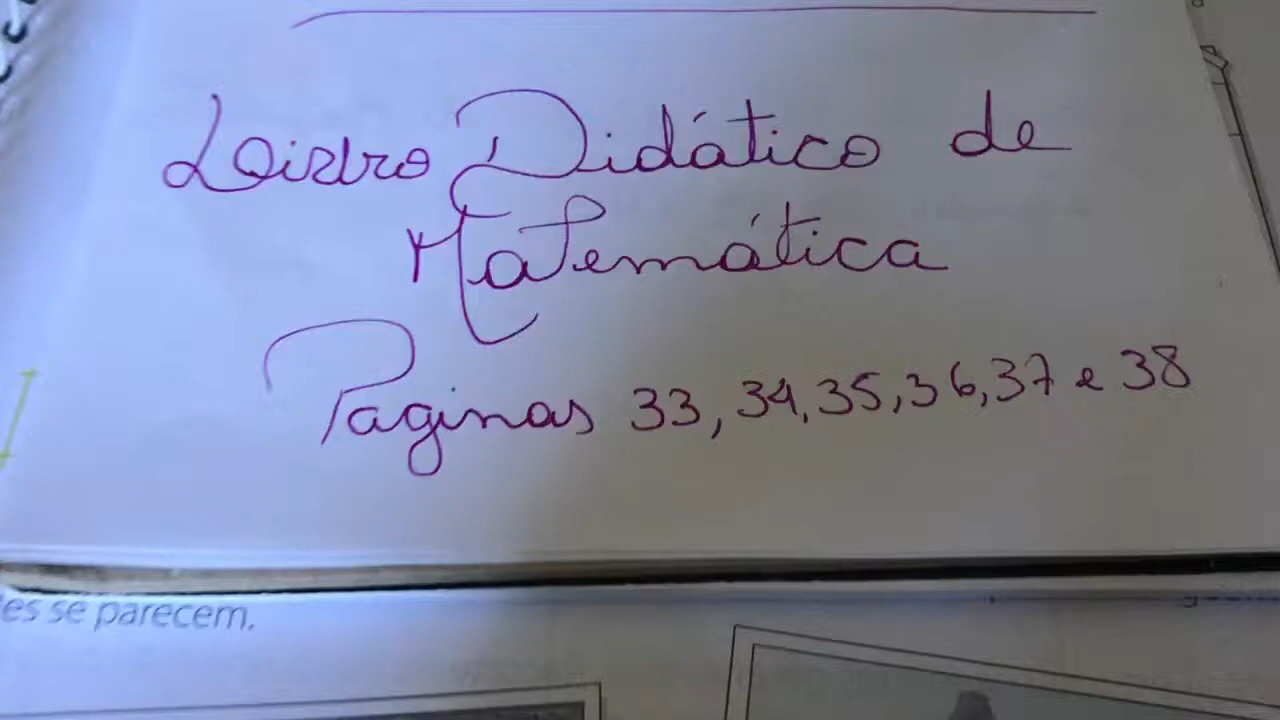 Livro Didático de
Matemática
Paginas 33, 34, 35, 36, 37 e 38
es se parecem.